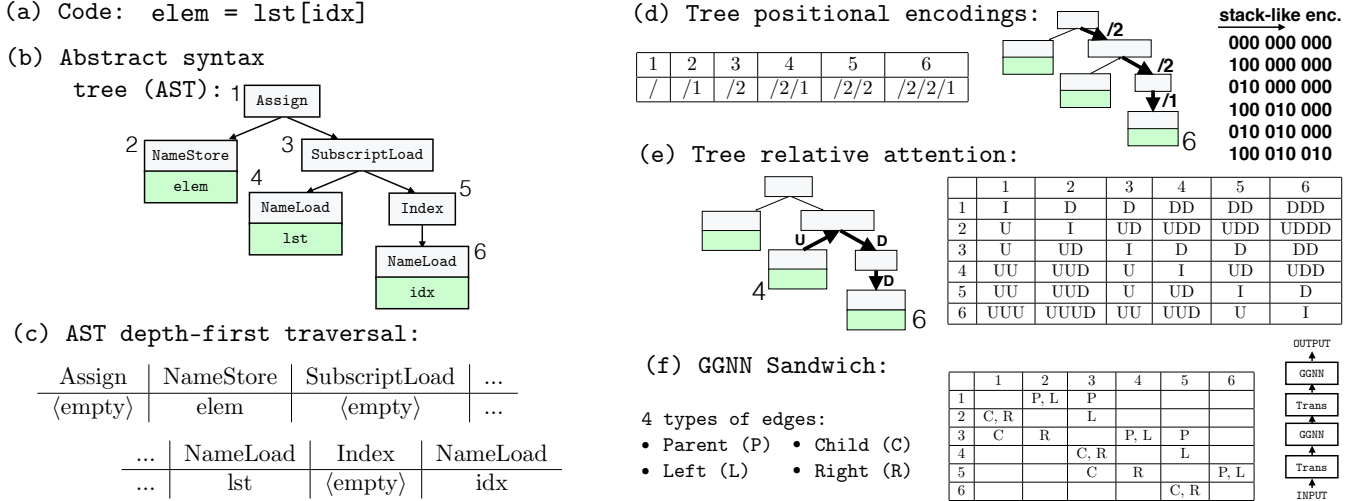 (a) Code: elem = lst[idx]
(b) Abstract syntax
tree (AST):
1
Assign
2
NameStore
elem
3
SubscriptLoad
4
NameLoad
lst
5
Index
6
NameLoad
idx
(c) AST depth-first traversal:
Assign NameStore SubscriptLoad ...
⟨empty⟩ elem ⟨empty⟩ ...
... NameLoad Index NameLoad
... lst ⟨empty⟩ idx
(d) Tree positional encodings:
1 2 3 4 5 6
/ /1 /2 /2/1 /2/2 /2/2/1
/2
/2
/1
6
stack-like enc.
000 000 000
100 000 000
010 000 000
100 010 000
010 010 000
100 010 010
(e) Tree relative attention:
U
D
D
4
6
1 2 3 4 5 6
1 I D D DD DD DDD
2 U I UD UDD UDD UDDD
3 U UD I D D DD
4 UU UUD U I UD UDD
5 UU UUD U UD I D
6 UUU UUUD UU UUD U I
(f) GGNN Sandwich:
4 types of edges:
• Parent (P) • Child (C)
• Left (L) • Right (R)
1 2 3 4 5 6
1 P, L P
2 C, R L
3 C R P, L P
4 C, R L
5 C R P, L
6 C, R
OUTPUT
GGNN
Trans
GGNN
Trans
INPUT